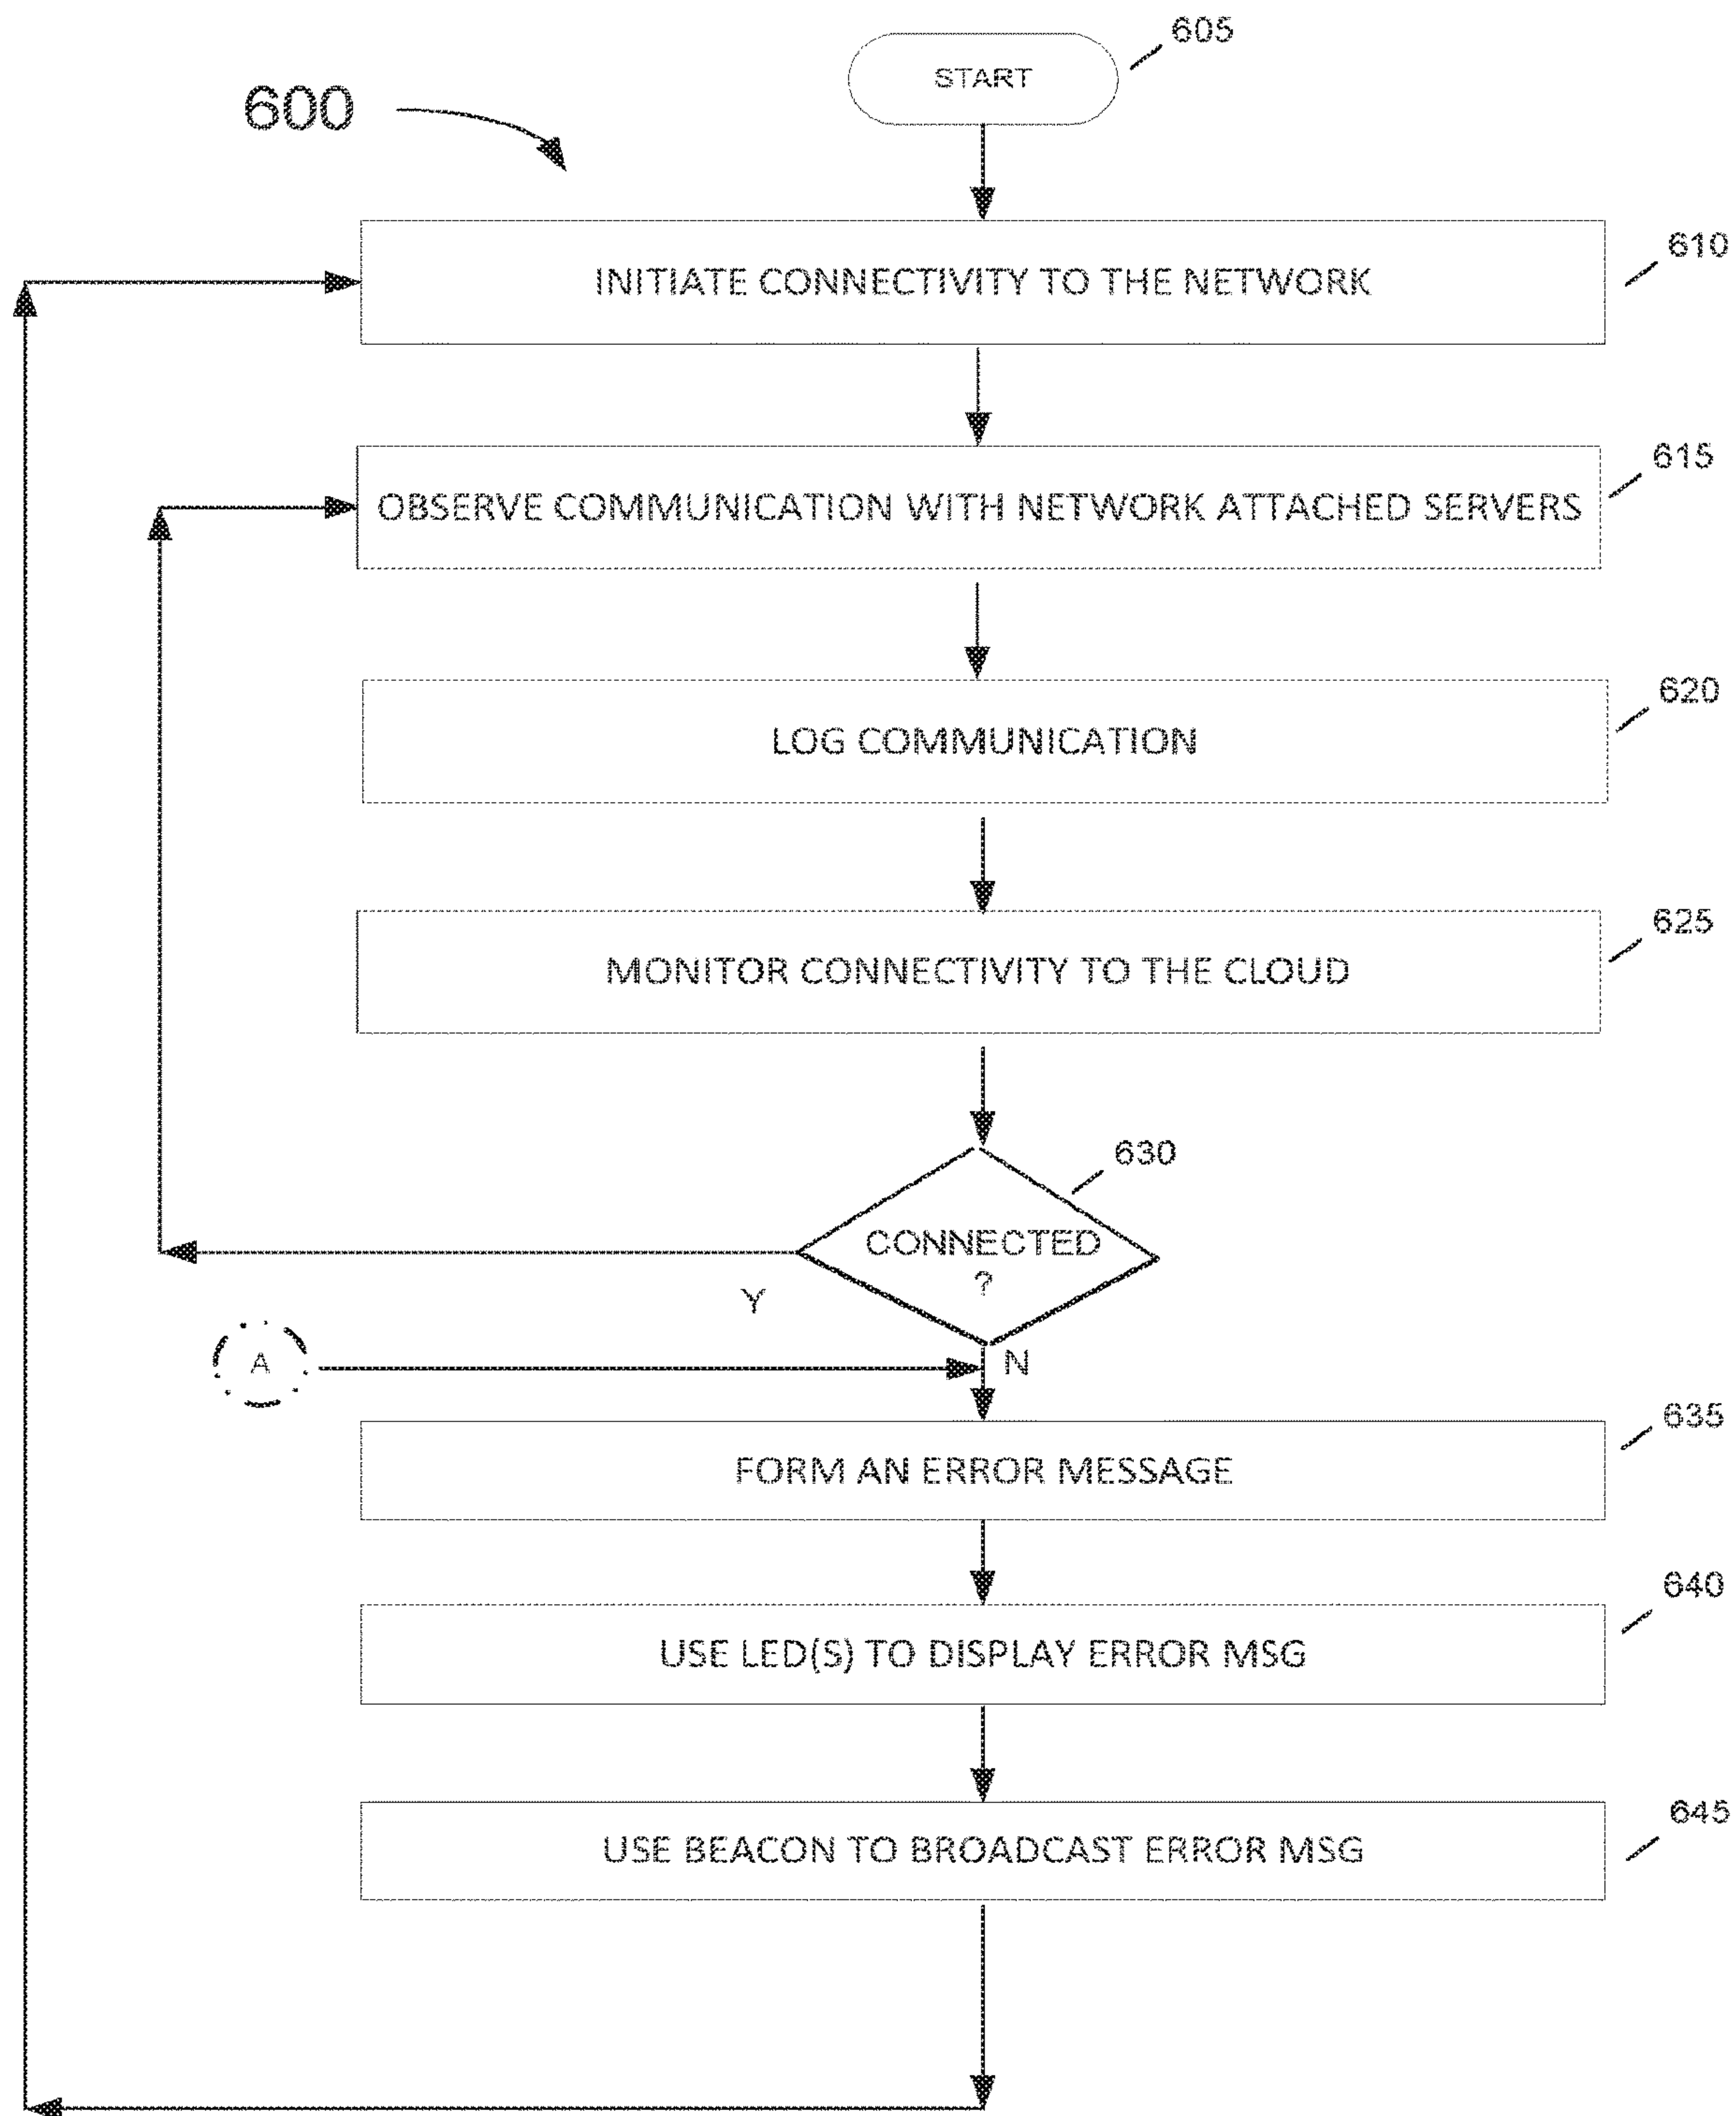 605
START
600
610
INITIATE CONNECTIVITY TO THE NETWORK
615
OBSERVE COMMUNICATION WITH NETWORK ATTACHED SERVERS
620
LOG COMMUNICATION
625
MONITOR CONNECTIVITY TO THE CLOUD
630
CONNECTED
?
Y
A
N
635
FORM AN ERROR MESSAGE
640
USE LED(S) TO DISPLAY ERROR MSG
645
USE BEACON TO BROADCAST ERROR MSG